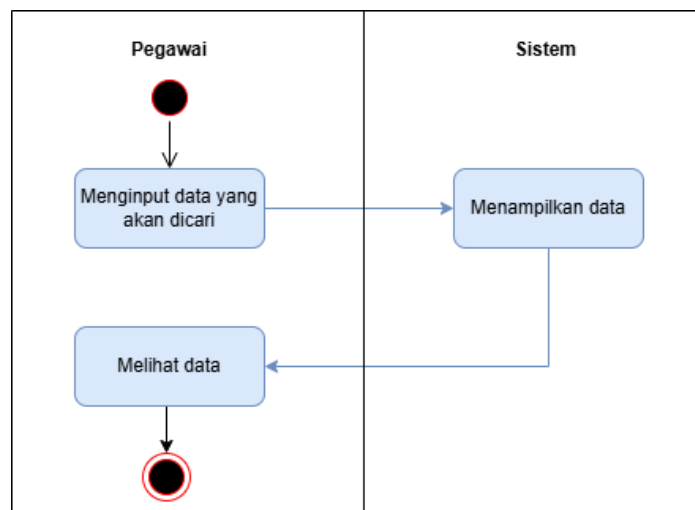 Pegawai
Sistem
Menginput data yang
akan dicari
Menampilkan data
Melihat data